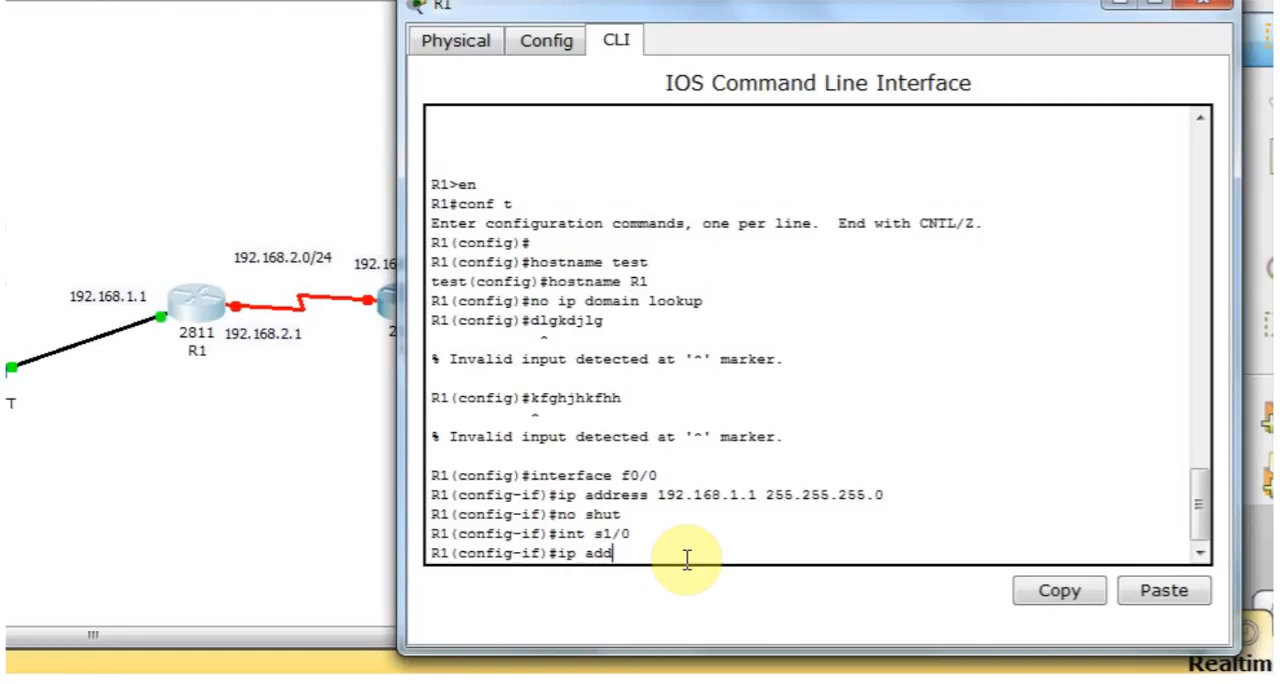 R1
Physical Config CLI
IOS Command Line Interface
R1>en
R1#conf t
Enter configuration commands, one per line.  End with CNTL/Z.
R1(config)#
R1(config)#hostname test
test(config)#hostname R1
R1(config)#no ip domain lookup
R1(config)#dlgkdjlg
^
% Invalid input detected at '^' marker.
R1(config)#kfghjhkfhh
^
% Invalid input detected at '^' marker.
R1(config)#interface f0/0
R1(config-if)#ip address 192.168.1.1 255.255.255.0
R1(config-if)#no shut
R1(config-if)#int s1/0
R1(config-if)#ip add
Copy Paste
192.168.2.0/24
192.16
192.168.1.1
2811
R1
192.168.2.1
2
T
Realtim